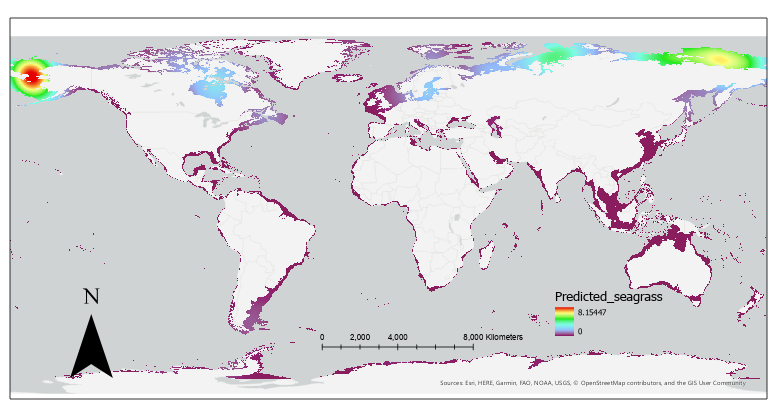 N
Predicted_seagrass
8.15447
0
0 2,000 4,000 8,000 Kilometers
Sources: Esri, HERE, Garmin, FAO, NOAA, USGS, © OpenStreetMap contributors, and the GIS User Community